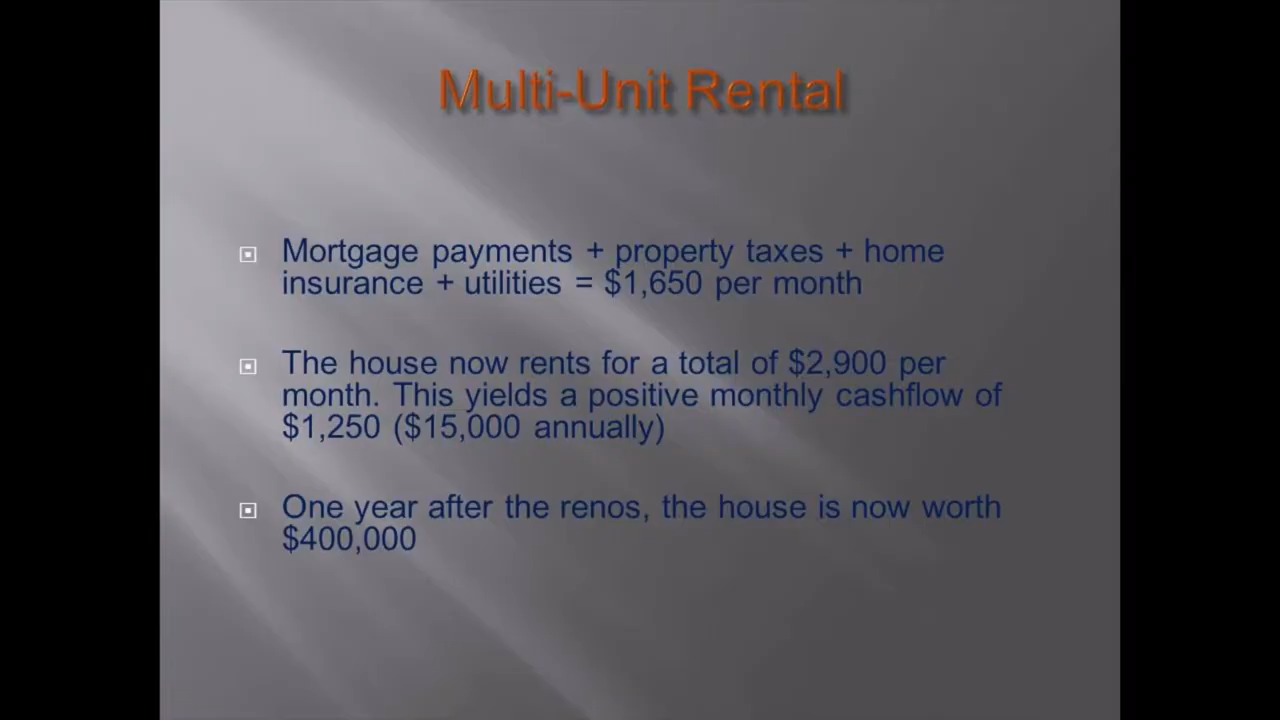 Multi-Unit Rental
Mortgage payments + property taxes + home
insurance + utilities = $1,650 per month
The house now rents for a total of $2,900 per
month. This yields a positive monthly cashflow of
$1,250 ($15,000 annually)
One year after the renos, the house is now worth
$400,000